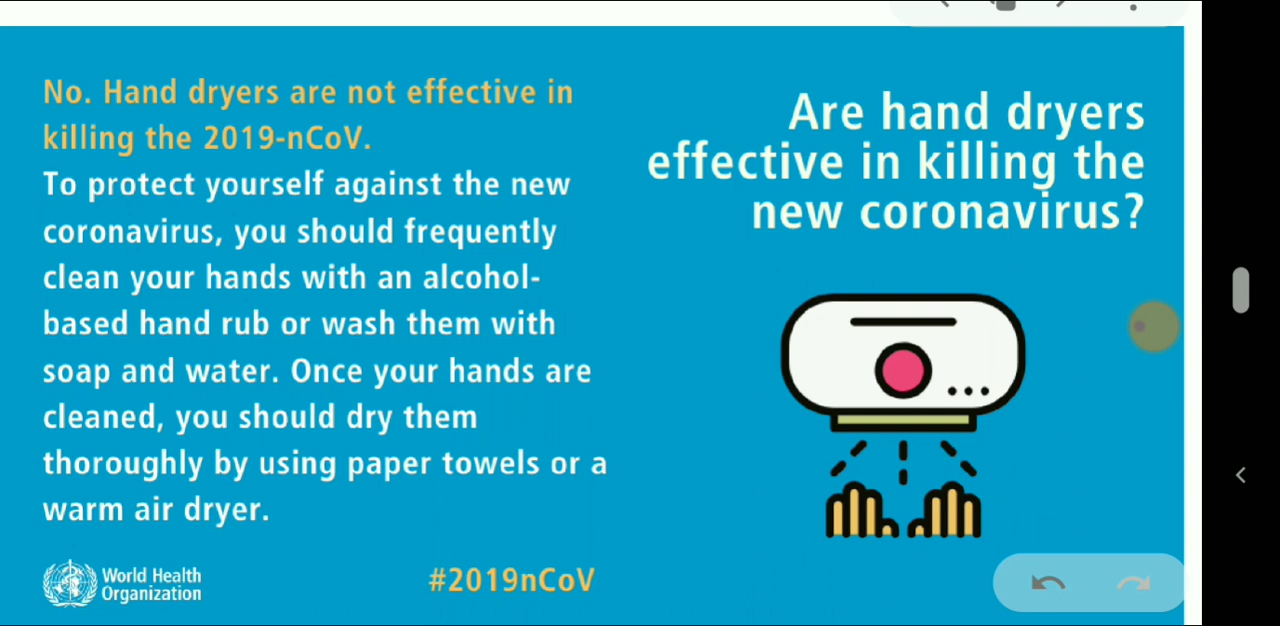 No. Hand dryers are not effective in
killing the 2019-nCoV.
To protect yourself against the new
coronavirus, you should frequently
clean your hands with an alcohol-
based hand rub or wash them with
soap and water. Once your hands are
cleaned, you should dry them
thoroughly by using paper towels or a
warm air dryer.
Are hand dryers
effective in killing the
new coronavirus?
World Health
Organization
#2019nCoV